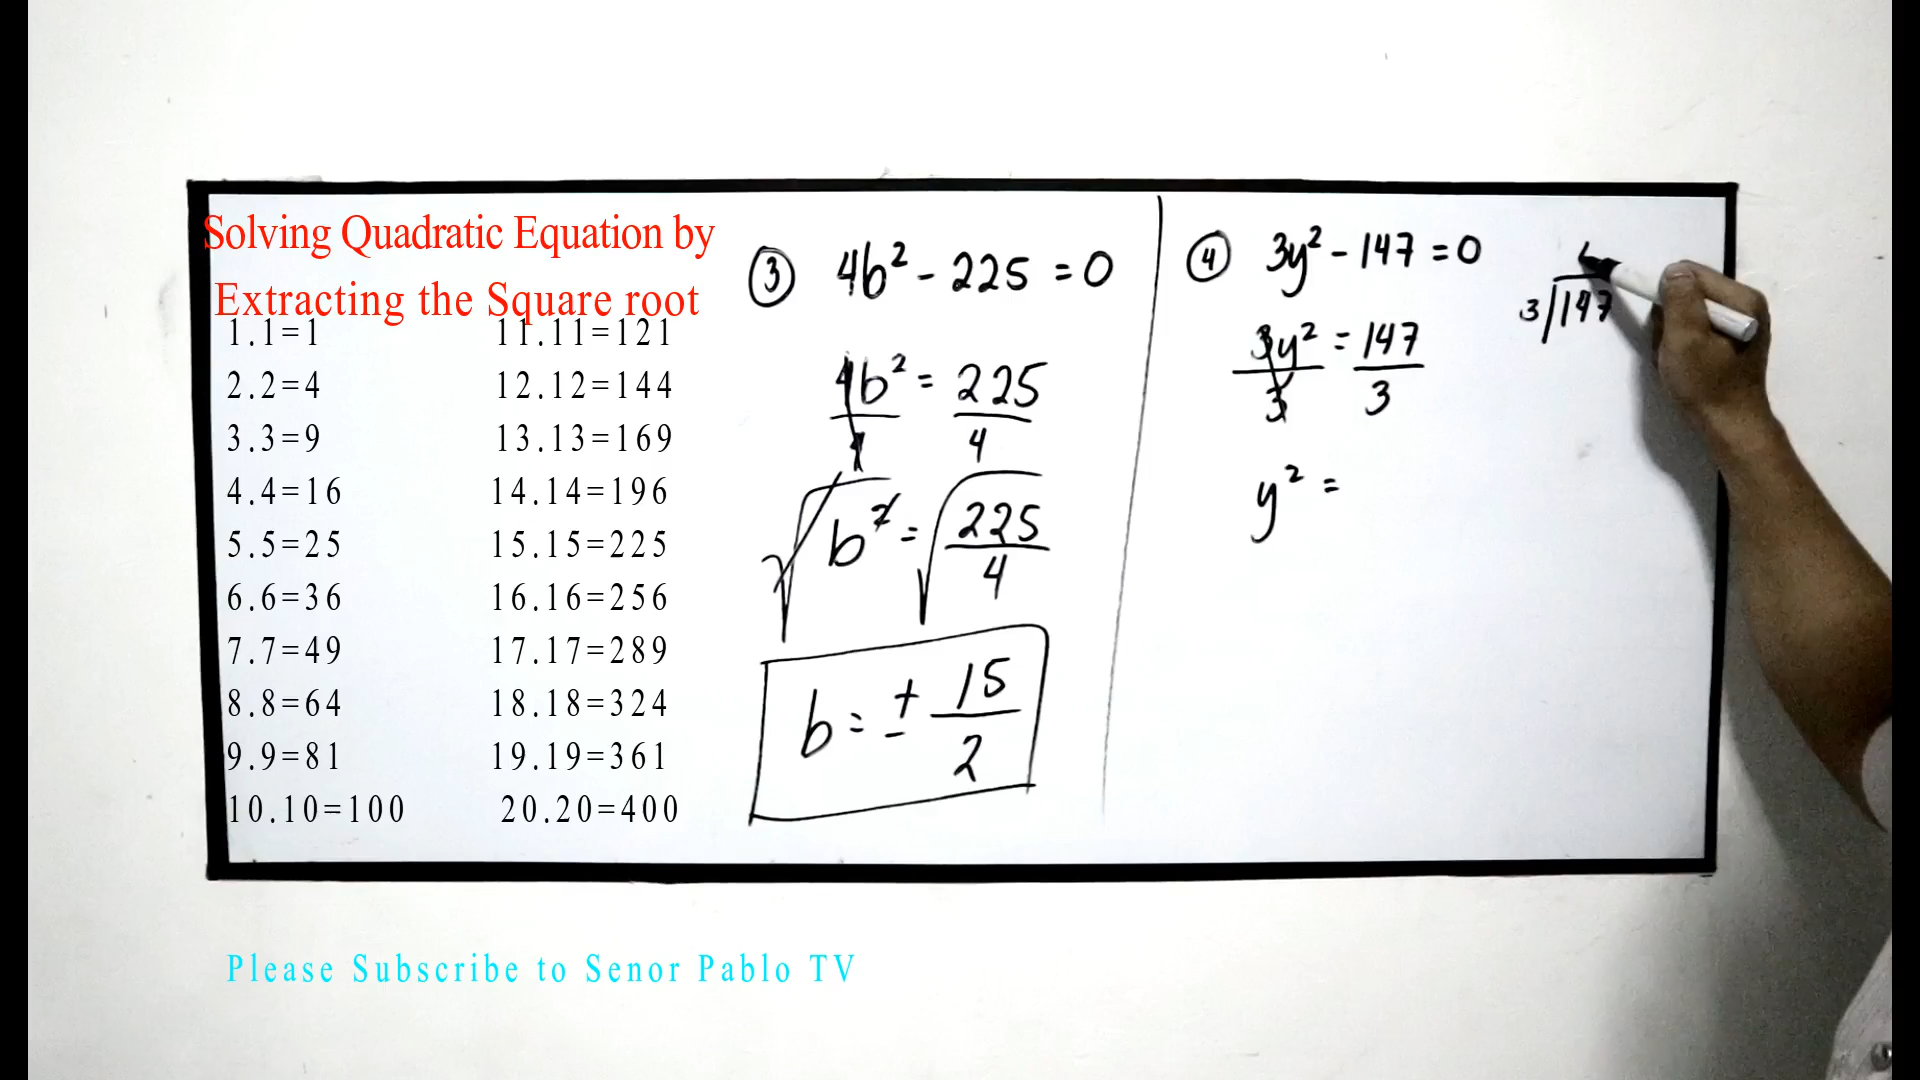 Solving Quadratic Equation by
Extracting the Square root
1.1=1
2.2=4
3.3=9
4.4=16
5.5=25
6.6=36
7.7=49
8.8=64
9.9=81
10.10=100
11.11=121
12.12=144
13.13=169
14.14=196
15.15=225
16.16=256
17.17=289
18.18=324
19.19=361
20.20=400
③ 4b² - 225 = 0
4b²/4 = 225/4
√b² = √225/4
b = ± 15/2
④ 3y² - 147 = 0
3y²/3 = 147/3
y² =
3 147
Please Subscribe to Senor Pablo TV